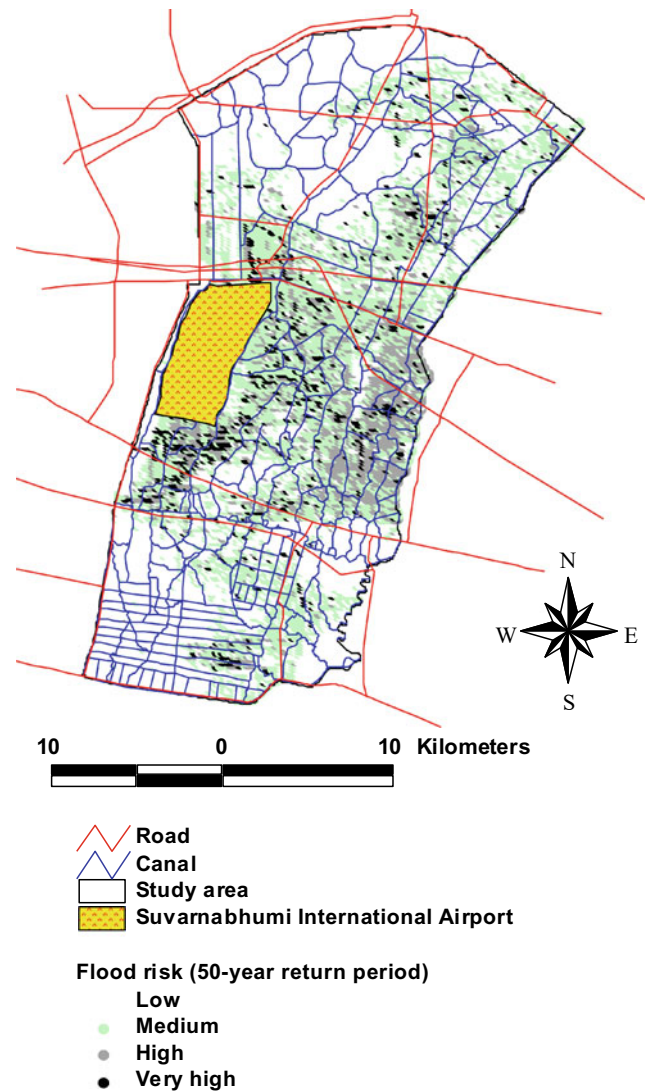 N
W E
S
10 0 10 Kilometers
Road
Canal
Study area
Suvarnabhumi International Airport
Flood risk (50-year return period)
Low
Medium
High
Very high